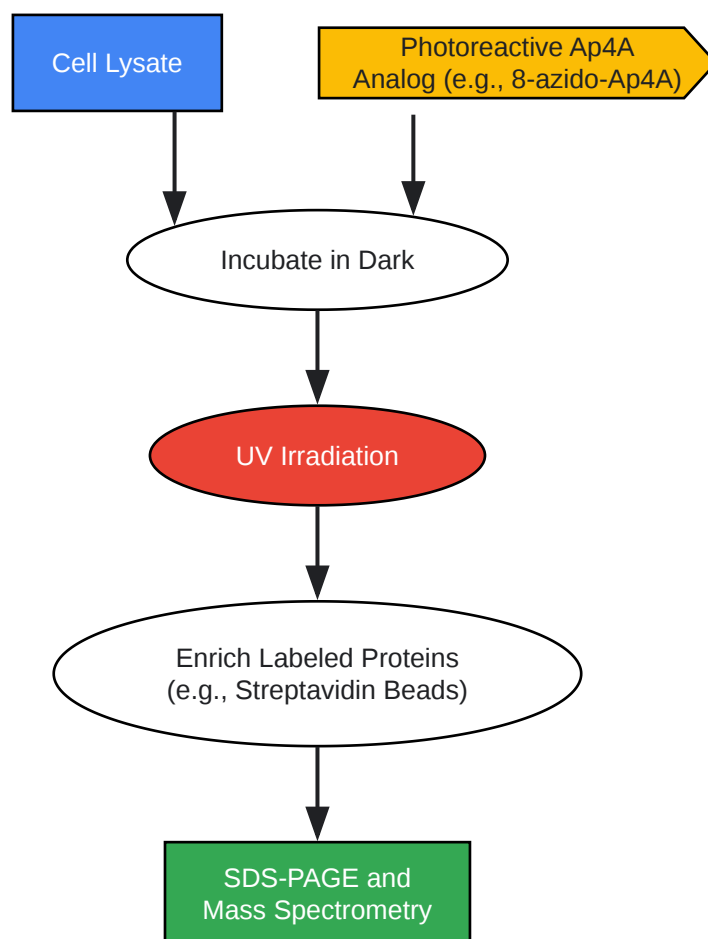 Cell Lysate
Photoreactive Ap4A
Analog (e.g., 8-azido-Ap4A)
Incubate in Dark
UV Irradiation
Enrich Labeled Proteins
(e.g., Streptavidin Beads)
SDS-PAGE and
Mass Spectrometry